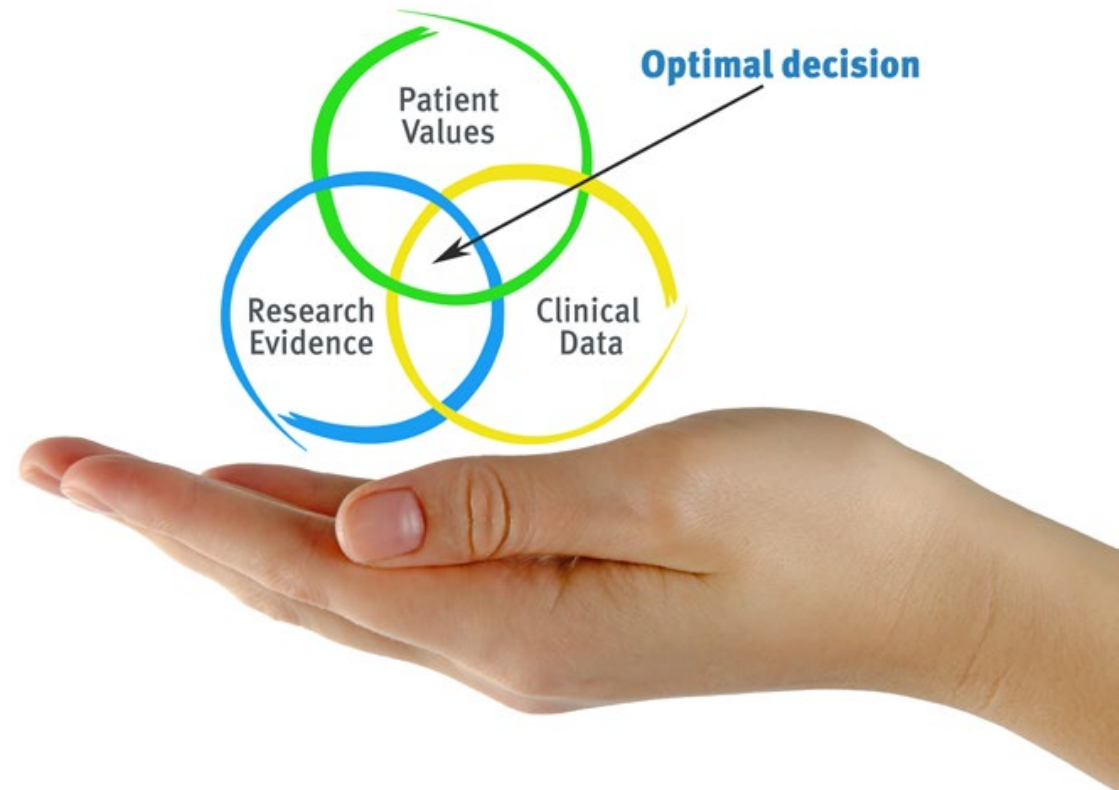 Optimal decision
Patient
Values
Research
Evidence
Clinical
Data